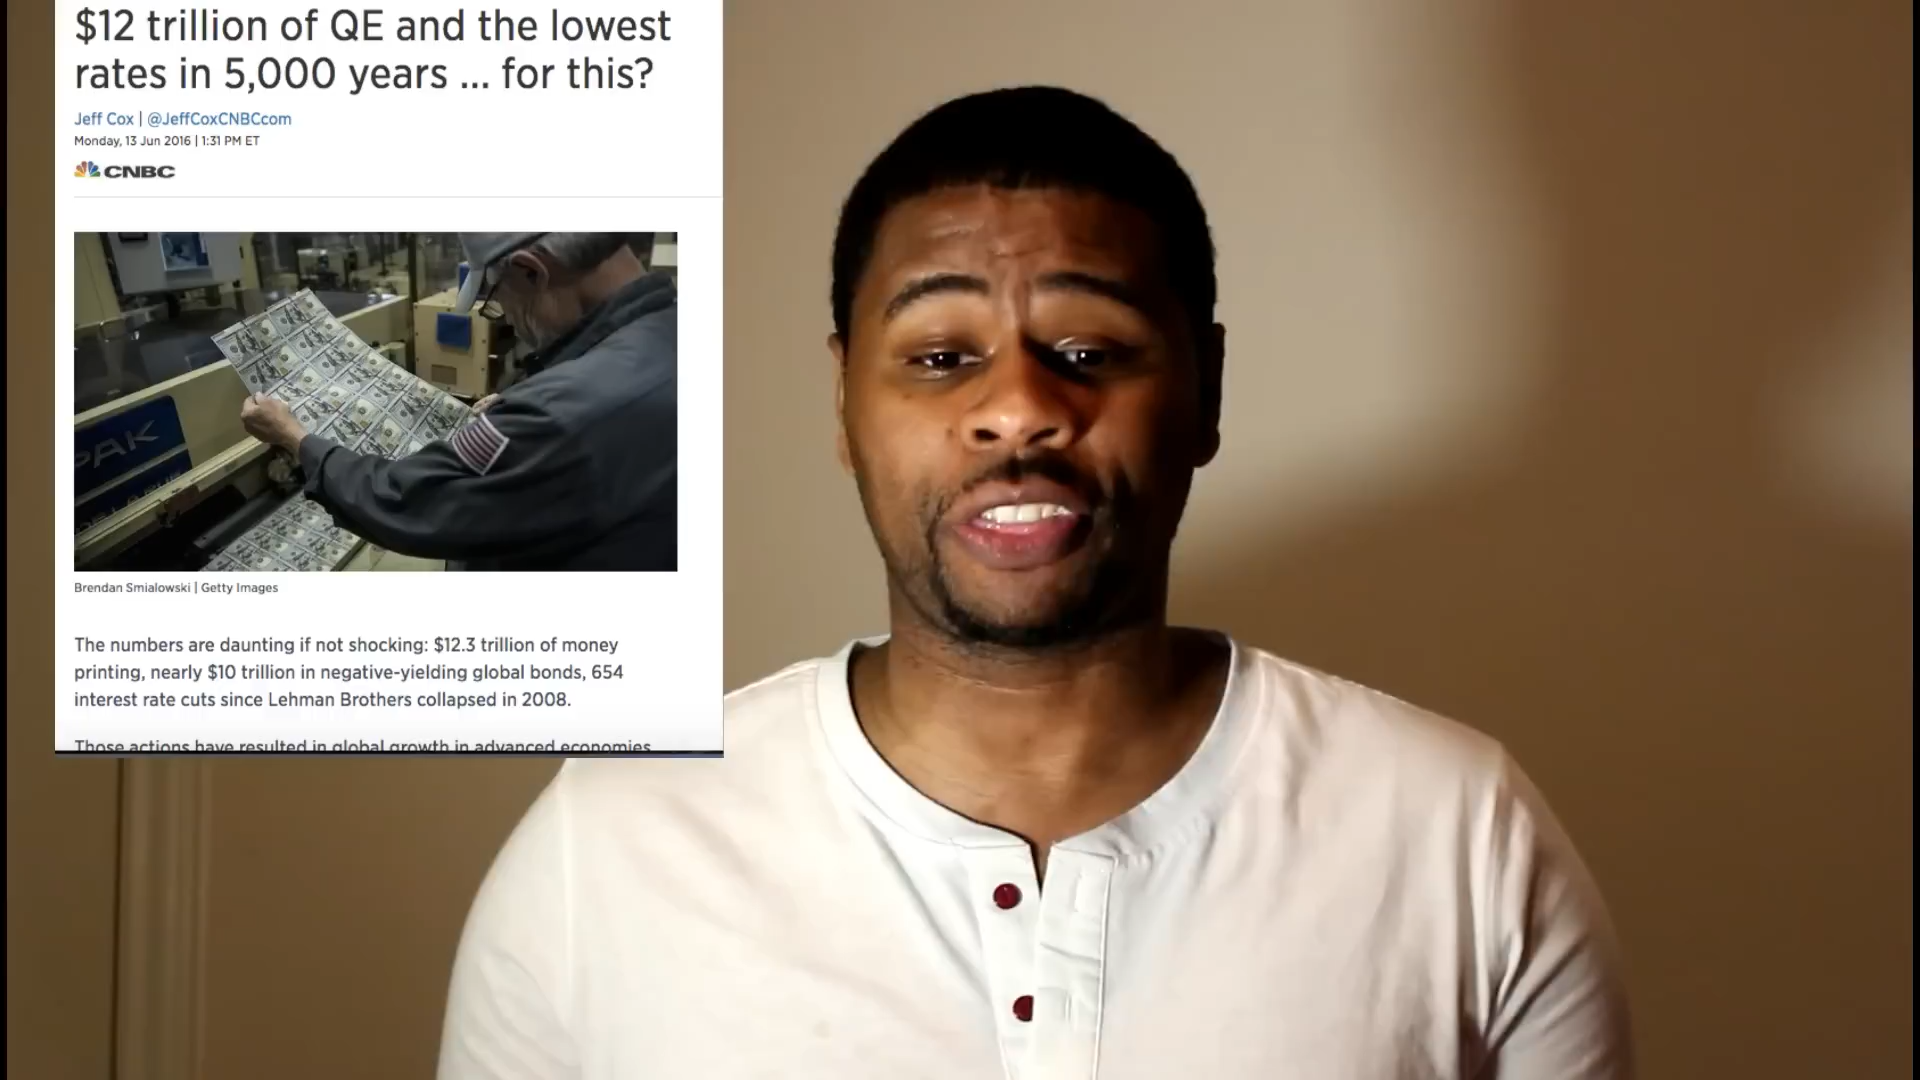 $12 trillion of QE and the lowest
rates in 5,000 years ... for this?
Jeff Cox | @JeffCoxCNBCcom
Monday, 13 Jun 2016 | 1:31 PM ET
CNBC
PAK
Brendan Smialowski | Getty Images
The numbers are daunting if not shocking: $12.3 trillion of money
printing, nearly $10 trillion in negative-yielding global bonds, 654
interest rate cuts since Lehman Brothers collapsed in 2008.
Those actions have resulted in global growth in advanced economies